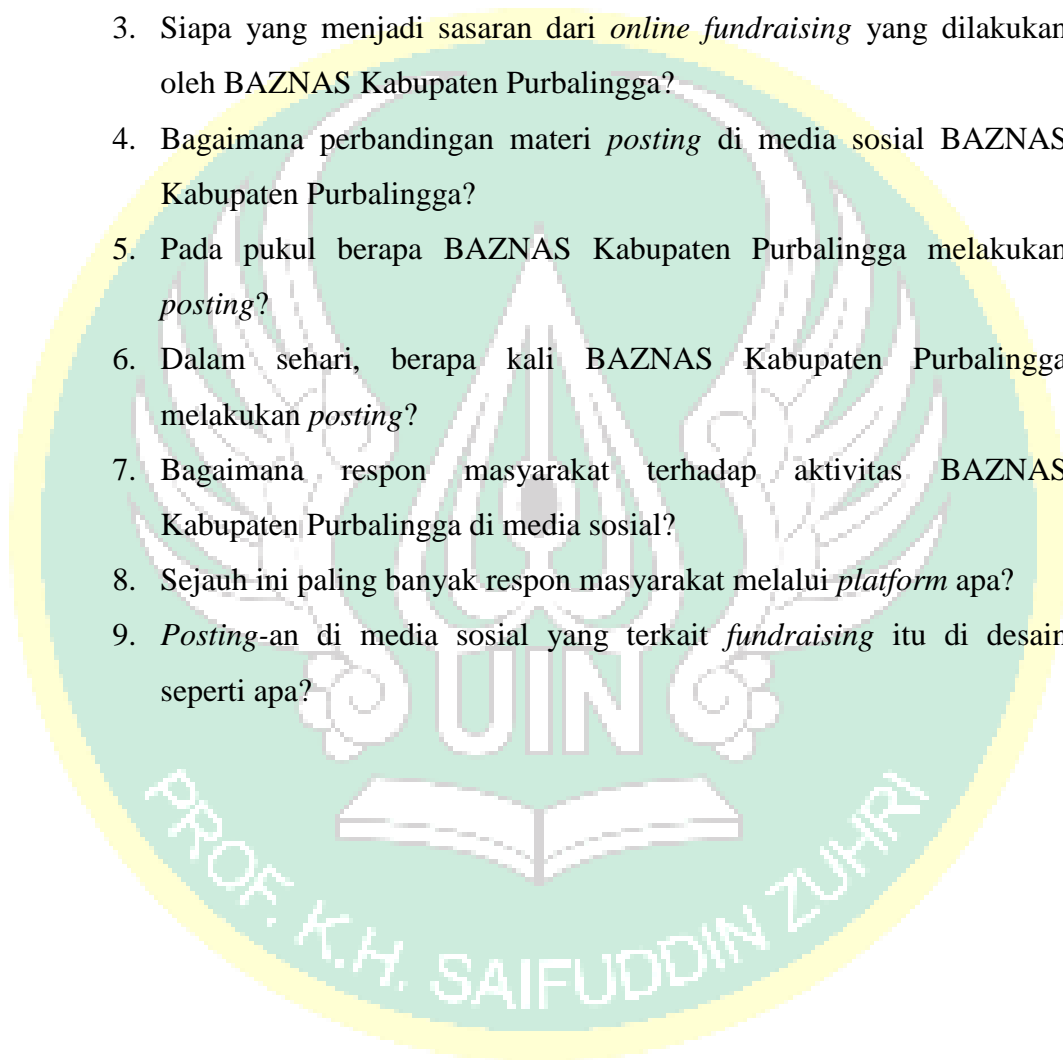 3. Siapa yang menjadi sasaran dari online fundraising yang dilakukan
oleh BAZNAS Kabupaten Purbalingga?
4. Bagaimana perbandingan materi posting di media sosial BAZNAS
Kabupaten Purbalingga?
5. Pada pukul berapa BAZNAS Kabupaten Purbalingga melakukan
posting?
6. Dalam sehari, berapa kali BAZNAS Kabupaten Purbalingga
melakukan posting?
7. Bagaimana respon masyarakat terhadap aktivitas BAZNAS
Kabupaten Purbalingga di media sosial?
8. Sejauh ini paling banyak respon masyarakat melalui platform apa?
9. Posting-an di media sosial yang terkait fundraising itu di desain
seperti apa?
UIN
PROF. K.H. SAIFUDDIN ZUHRI